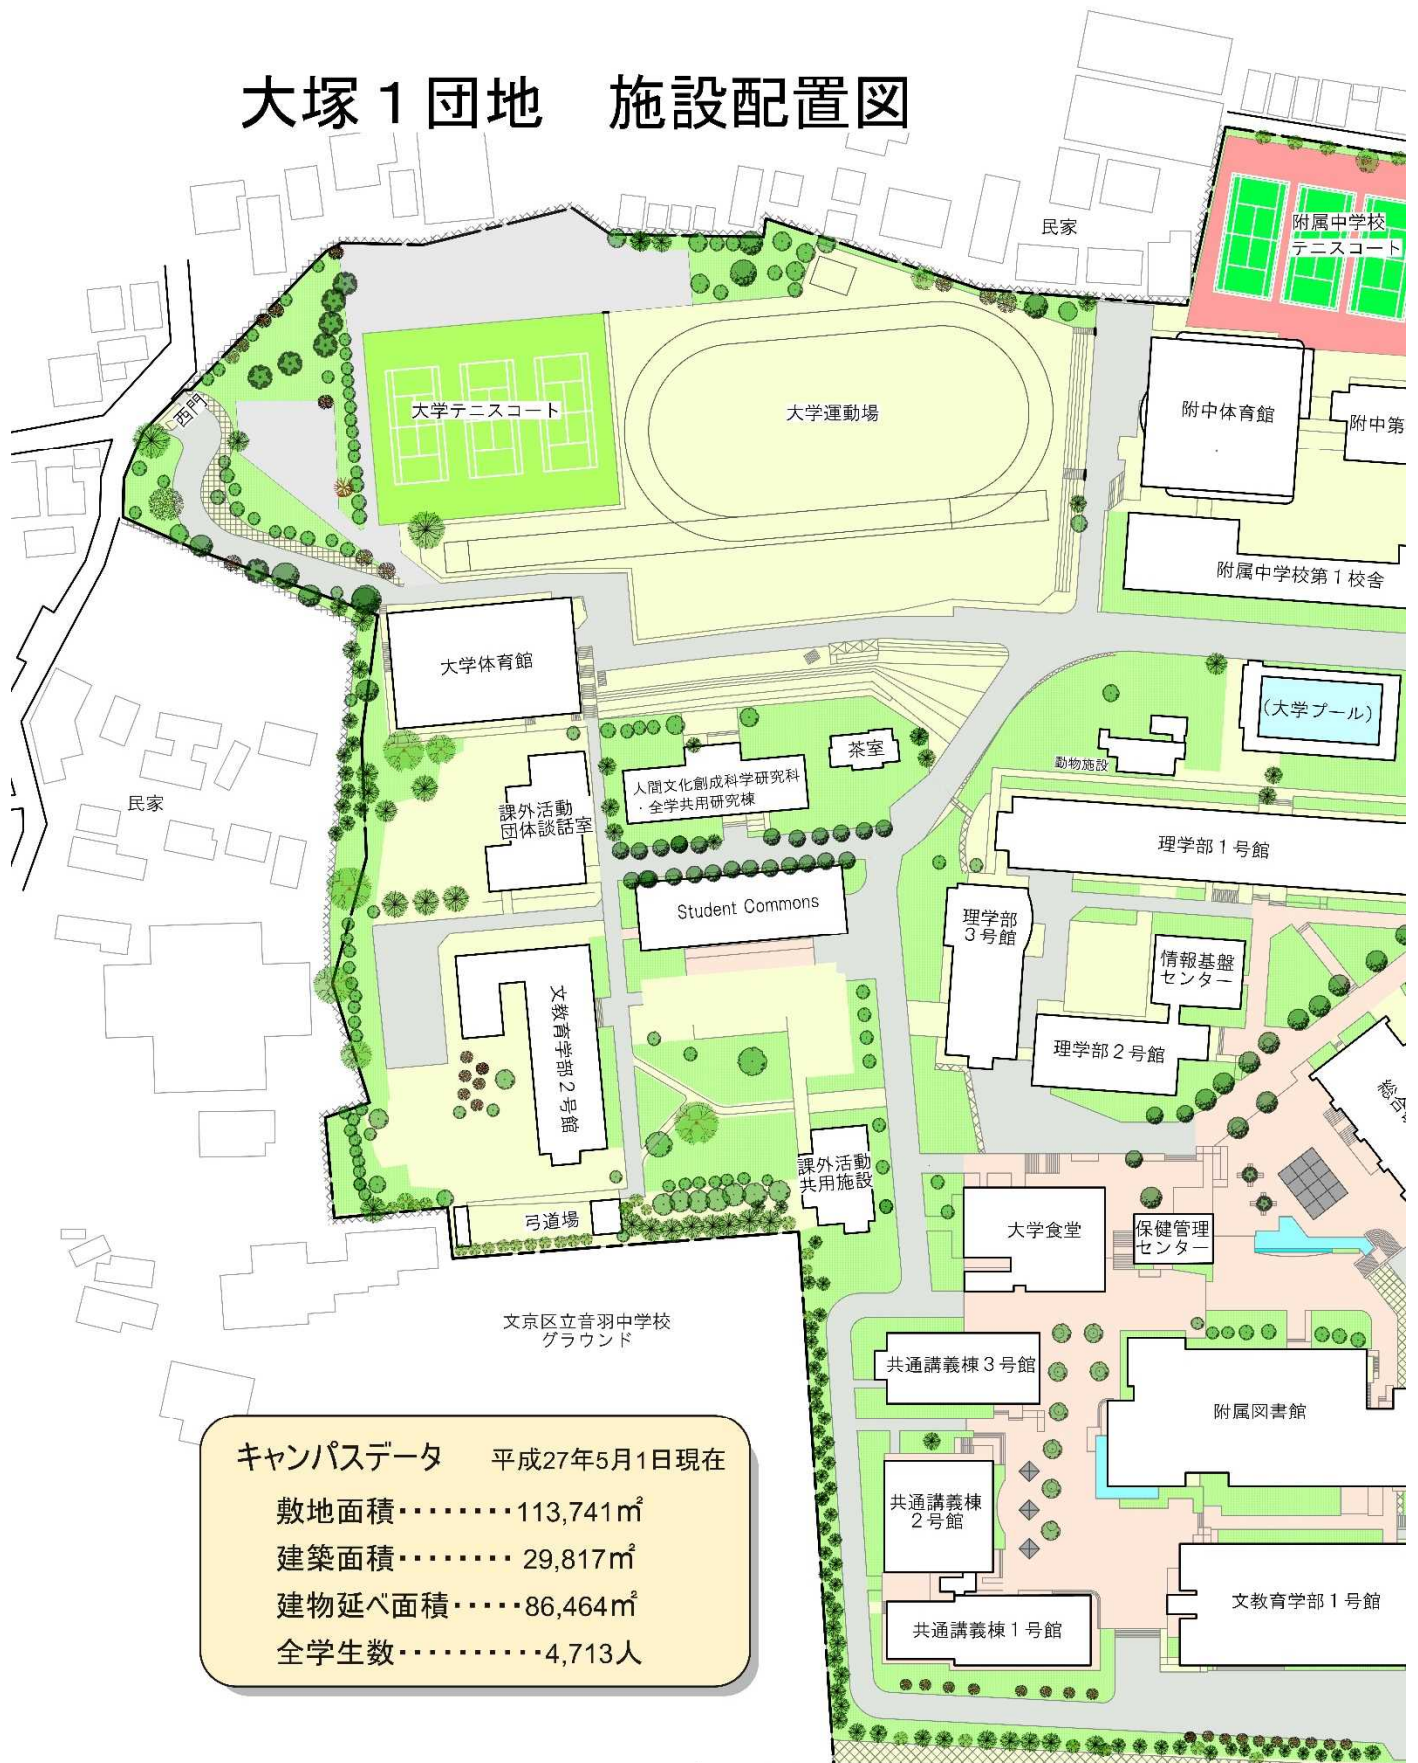 大塚１団地　施設配置図
民家
附属中学校
テニスコート
西門
大学テニスコート
大学運動場
附中体育館
附中第
附属中学校第１校舎
大学体育館
(大学プール)
茶室
動物施設
人間文化創成科学研究科
・全学共用研究棟
民家
課外活動
団体談話室
理学部１号館
Student Commons
理学部
３号館
情報基盤
センター
文教育学部２号館
理学部２号館
総合
課外活動
共用施設
弓道場
大学食堂
保健管理
センター
文京区立音羽中学校
グラウンド
共通講義棟３号館
附属図書館
キャンパスデータ　平成27年5月1日現在
敷地面積・・・・・・・・・113,741㎡
建築面積・・・・・・・・ 29,817㎡
建物延べ面積・・・・・86,464㎡
全学生数・・・・・・・・・・4,713人
共通講義棟
２号館
文教育学部１号館
共通講義棟１号館